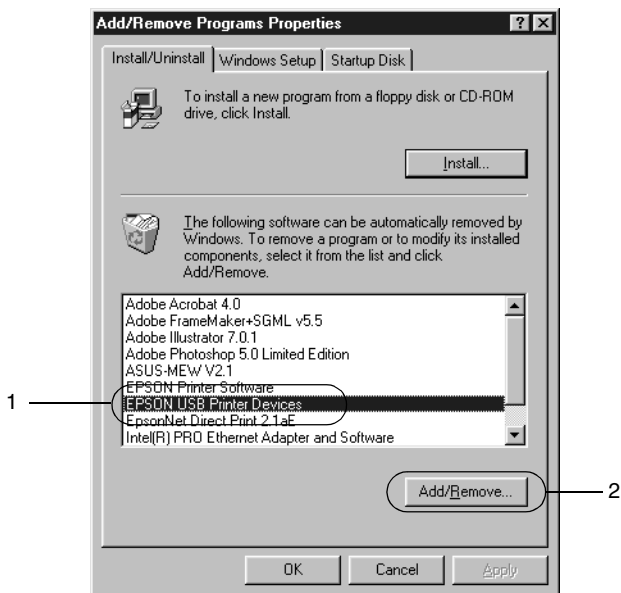 Add/Remove Programs Properties
? ×
Install/Uninstall Windows Setup Startup Disk
To install a new program from a floppy disk or CD-ROM
drive, click Install.
Install...
The following software can be automatically removed by
Windows. To remove a program or to modify its installed
components, select it from the list and click
Add/Remove.
Adobe Acrobat 4.0
Adobe FrameMaker+SGML v5.5
Adobe Illustrator 7.0.1
Adobe Photoshop 5.0 Limited Edition
ASUS-MEW V2.1
EPSON Printer Software
1
EPSON USB Printer Devices
EpsonNet Direct Print 2.1aE
Intel(R) PRO Ethernet Adapter and Software
Add/Remove...
2
OK Cancel Apply